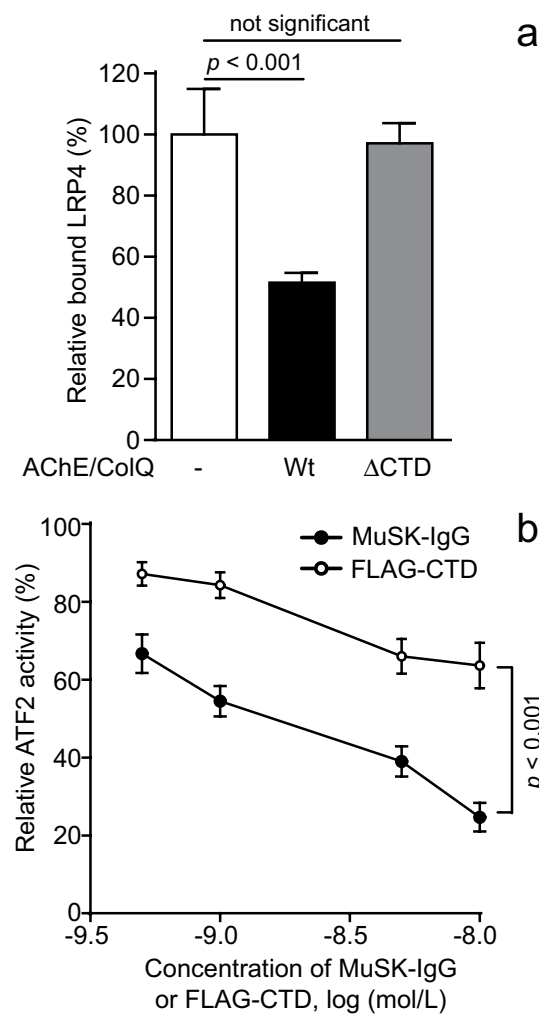 a
not significant
p < 0.001
Relative bound LRP4 (%)
120
100
80
60
40
20
0
AChE/ColQ - Wt ΔCTD
b
Relative ATF2 activity (%)
100
80
60
40
20
0
MuSK-IgG
FLAG-CTD
p < 0.001
-9.5 -9.0 -8.5 -8.0
Concentration of MuSK-IgG
or FLAG-CTD, log (mol/L)